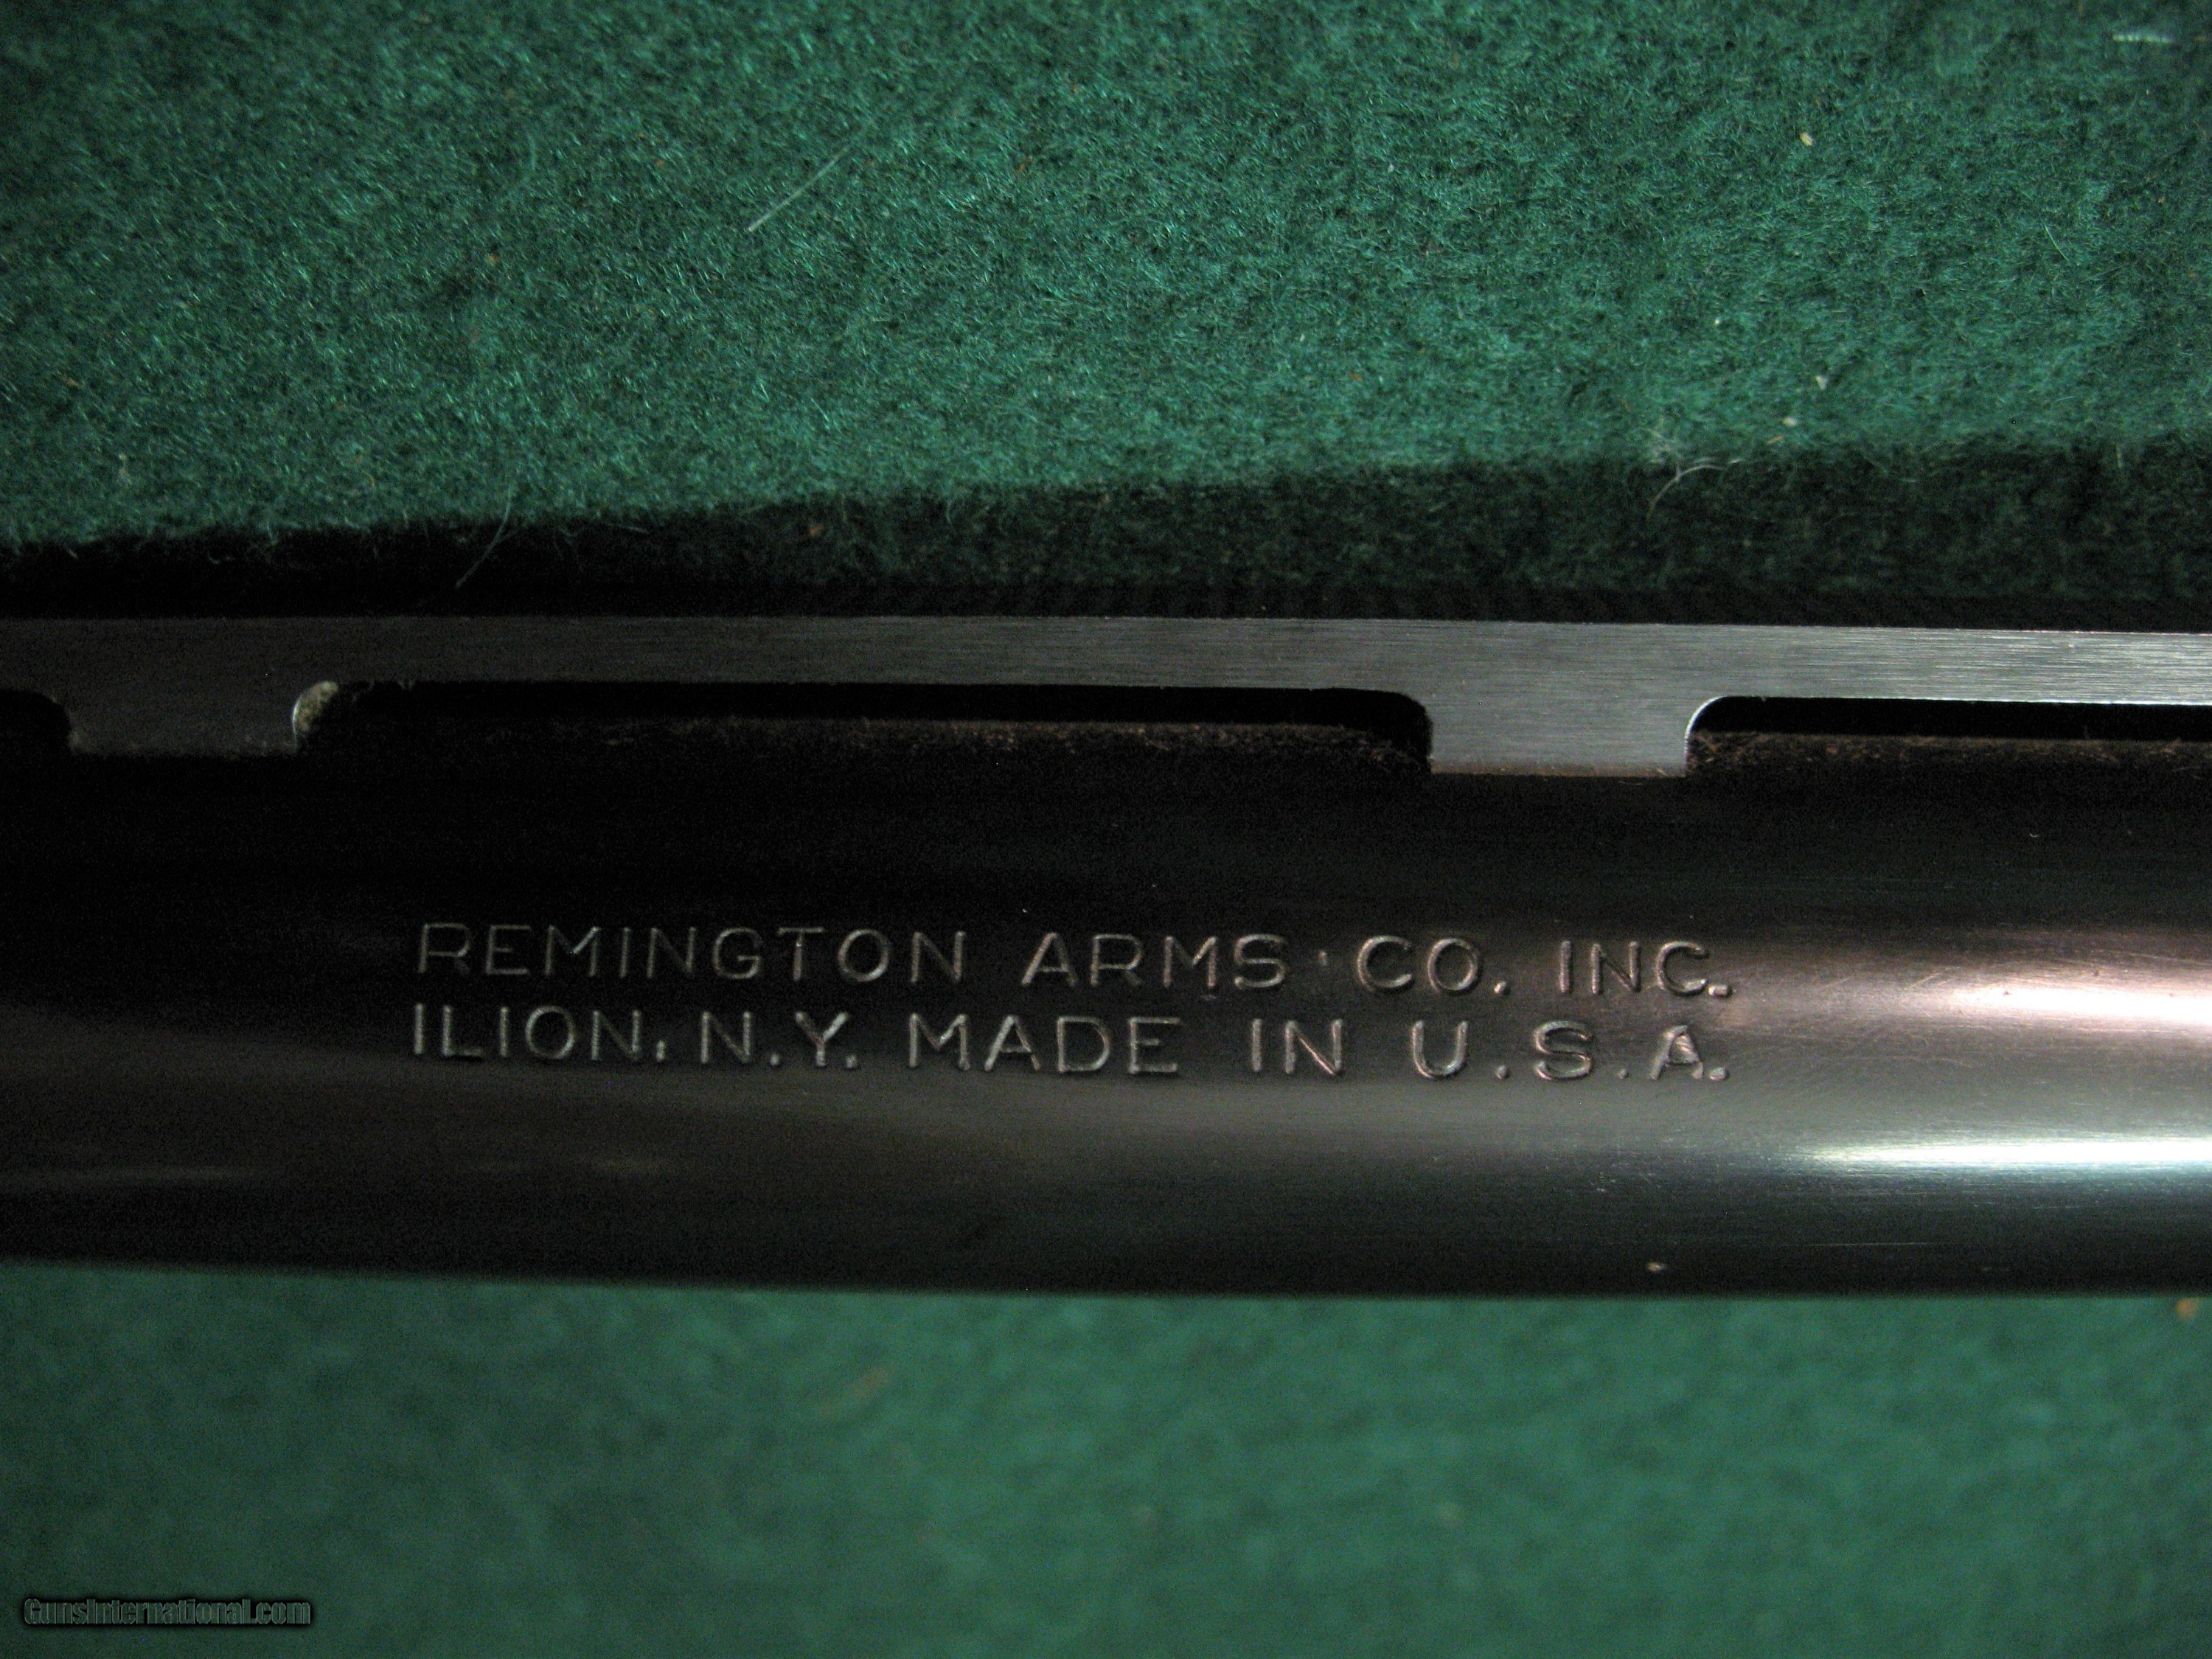 REMINGTON ARMS CO. INC.
ILION, N.Y. MADE IN U.S.A.
GunsInternational.com